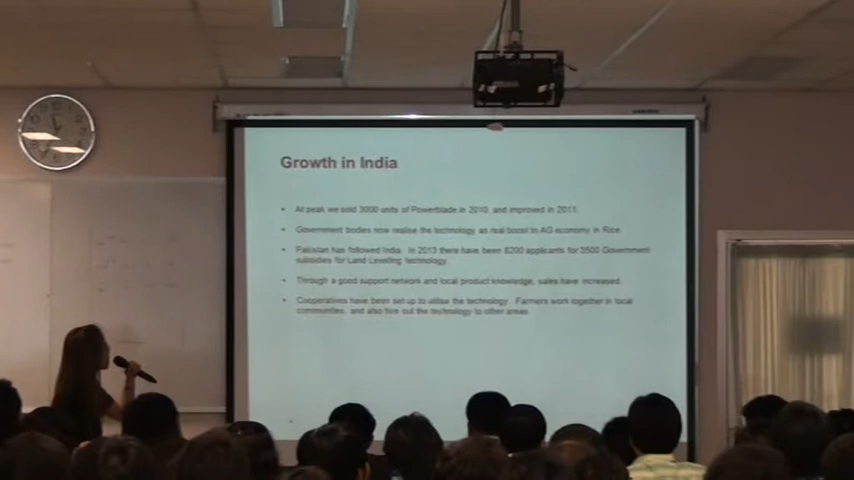 Growth in India
• At peak we sold 3000 units of Powerblade in 2010, and improved in 2011.
• Government bodies now realise the technology as real boost to AG economy in Rice.
• Pakistan has followed India. In 2013 there have been 8200 applicants for 3500 Government
subsidies for Land Levelling technology.
• Through a good support network and local product knowledge, sales have increased.
• Cooperatives have been set up to utilise the technology. Farmers work together in local
communities, and also hire out the technology to other areas.